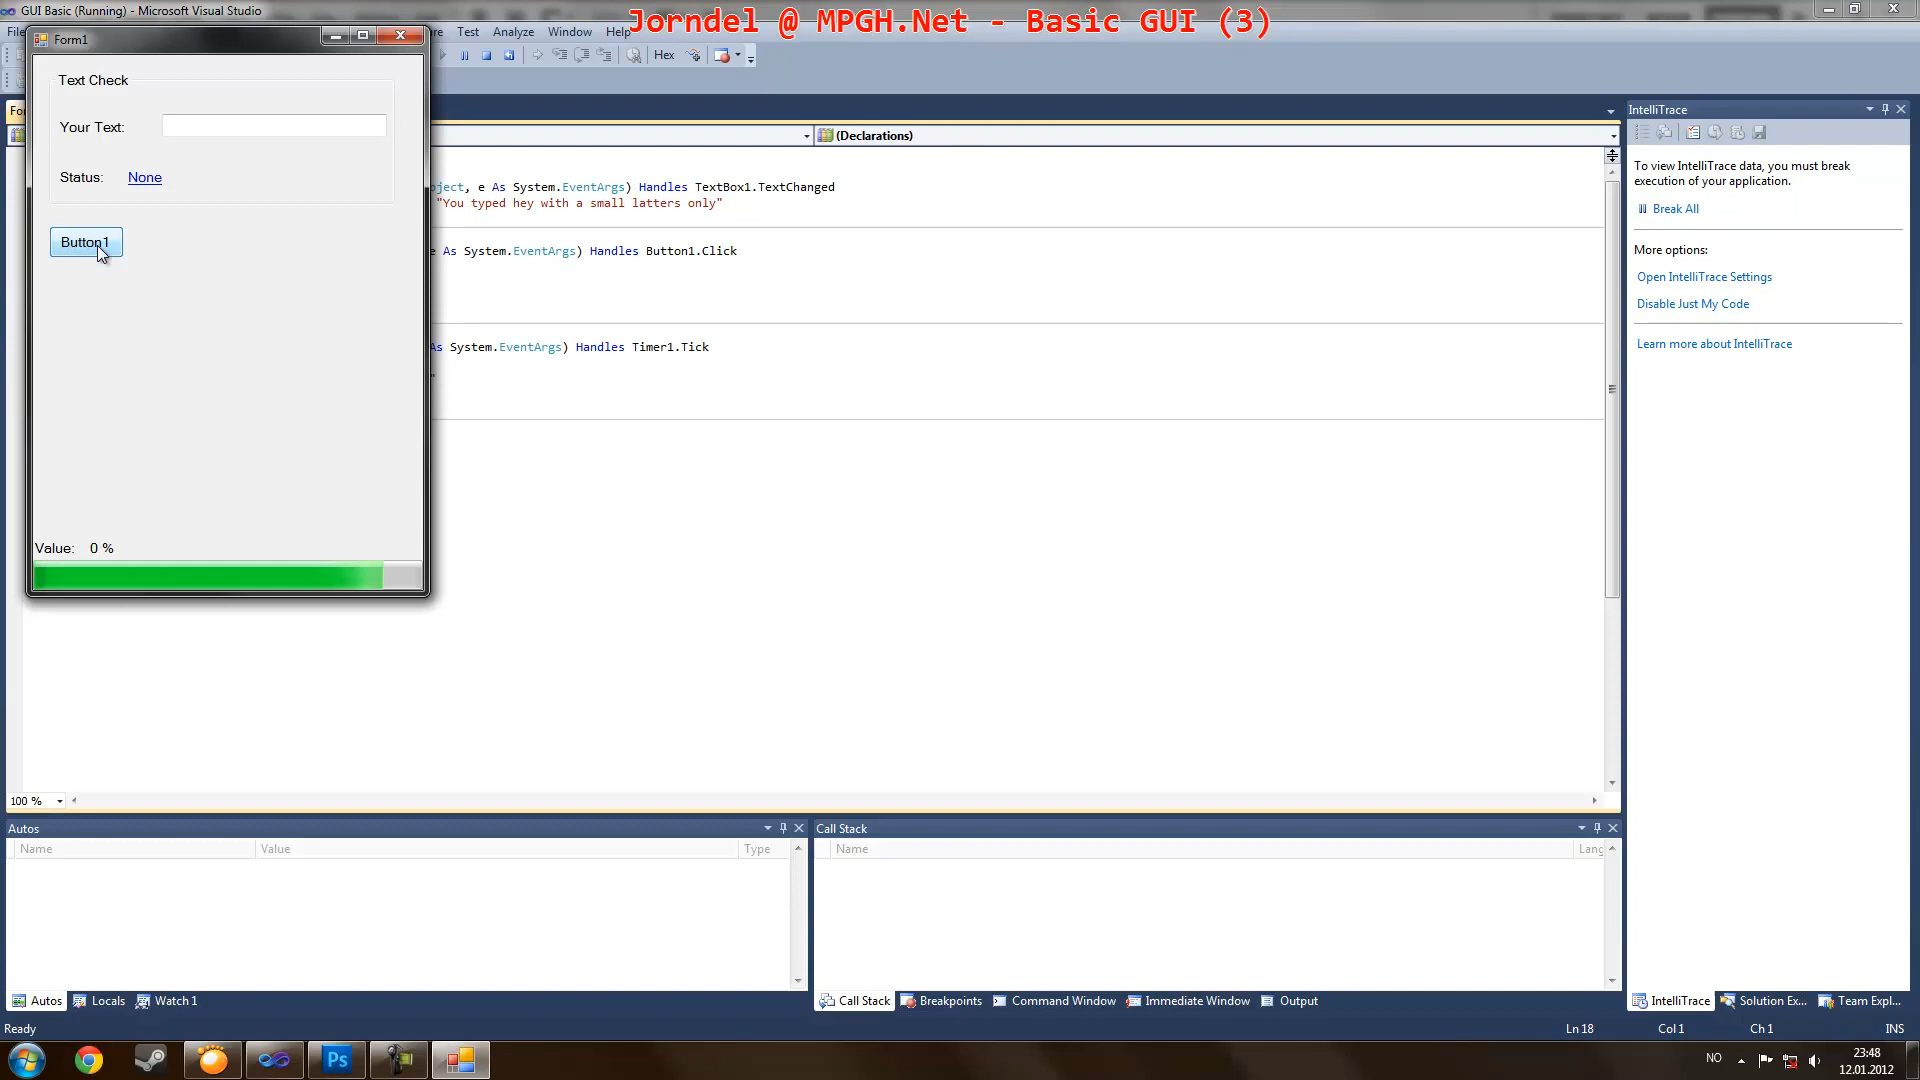 GUI Basic (Running) - Microsoft Visual Studio
Jorndel @ MPGH.Net - Basic GUI (3)
Test Analyze Window Help
Form1
Hex
Text Check
Your Text:
Status: None
Button1
Value: 0 %
(Declarations)
e As System.EventArgs) Handles TextBox1.TextChanged
"You typed hey with a small latters only"
e As System.EventArgs) Handles Button1.Click
As System.EventArgs) Handles Timer1.Tick
IntelliTrace
To view IntelliTrace data, you must break
execution of your application.
Break All
More options:
Open IntelliTrace Settings
Disable Just My Code
Learn more about IntelliTrace
100 %
Autos
Name Value Type
Call Stack
Name Lang
Autos Locals Watch 1
Call Stack Breakpoints Command Window Immediate Window Output
IntelliTrace Solution Ex... Team Expl...
Ready
Ln 18 Col 1 Ch 1 INS
Ps
NO
23:48
12.01.2012